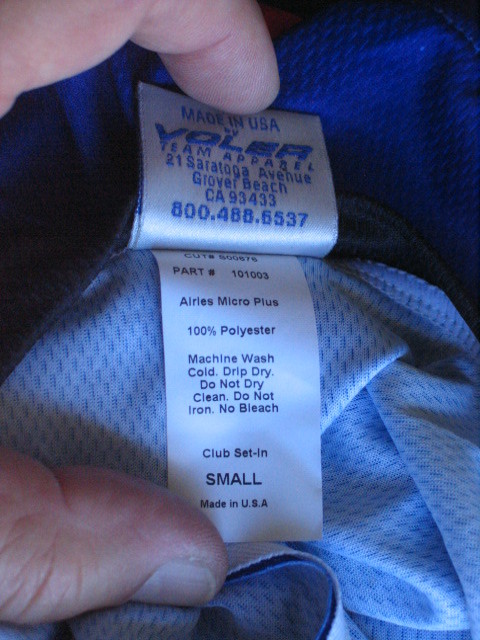 MADE IN USA
BY
VOLER
TEAM APPAREL
21 Saratoga Avenue
Grover Beach
CA 93433
800.488.6537
CUT# S00876
PART # 101003
Airies Micro Plus
100% Polyester
Machine Wash
Cold. Drip Dry.
Do Not Dry
Clean. Do Not
Iron. No Bleach
Club Set-In
SMALL
Made in U.S.A